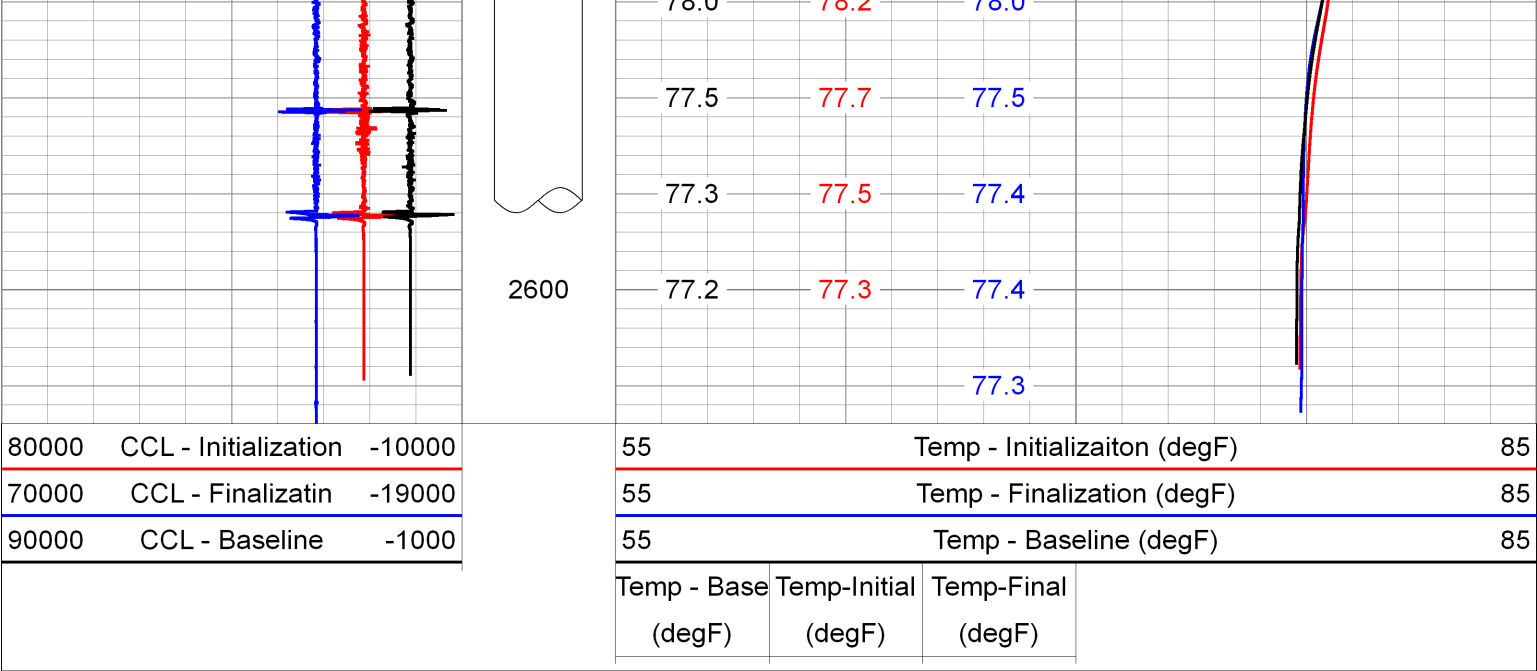 78.0 78.2 78.0
77.5 77.7 77.5
77.3 77.5 77.4
2600 77.2 77.3 77.4
77.3
80000 CCL - Initialization -10000 55 Temp - Initializaiton (degF) 85
70000 CCL - Finalizatin -19000 55 Temp - Finalization (degF) 85
90000 CCL - Baseline -1000 55 Temp - Baseline (degF) 85
Temp - Base Temp-Initial Temp-Final
(degF) (degF) (degF)